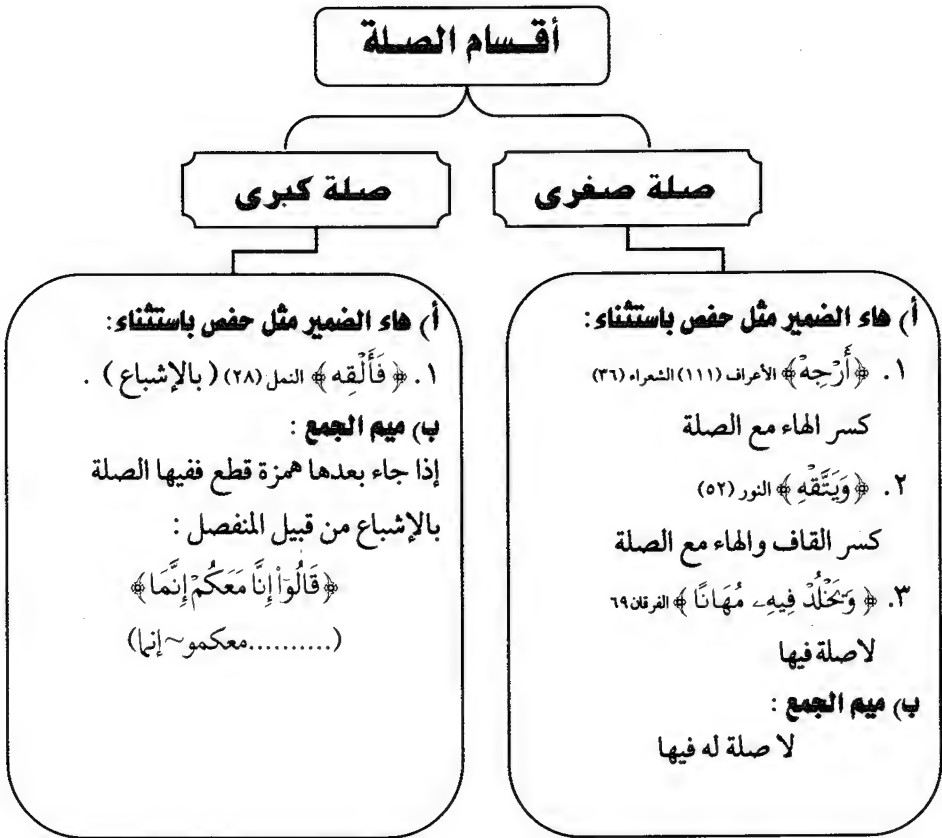 أقسام الصلة
صلة صغرى
صلة كبرى
أ) هاء الضمير مثل حفص باستثناء:
١. ﴿أَرْجِهْ﴾ الأعراف (١١١) الشعراء (٣٦)
كسر الهاء مع الصلة
٢. ﴿وَيَتَّقْهِ﴾ النور (٥٢)
كسر القاف والهاء مع الصلة
٣. ﴿وَيَخْلُدْ فِيهِۦ مُهَانًا﴾ الفرقان ٦٩
لاصلة فيها
ب) ميم الجمع :
لا صلة له فيها
أ) هاء الضمير مثل حفص باستثناء:
١. ﴿فَأَلْقِه﴾ النمل (٢٨) (بالإشباع) .
ب) ميم الجمع :
إذا جاء بعدها همزة قطع ففيها الصلة
بالإشباع من قبيل المنفصل :
﴿قَالُوٓاْ إِنَّا مَعَكُمْ إِنَّمَا﴾
(..........معكمو~إنما)